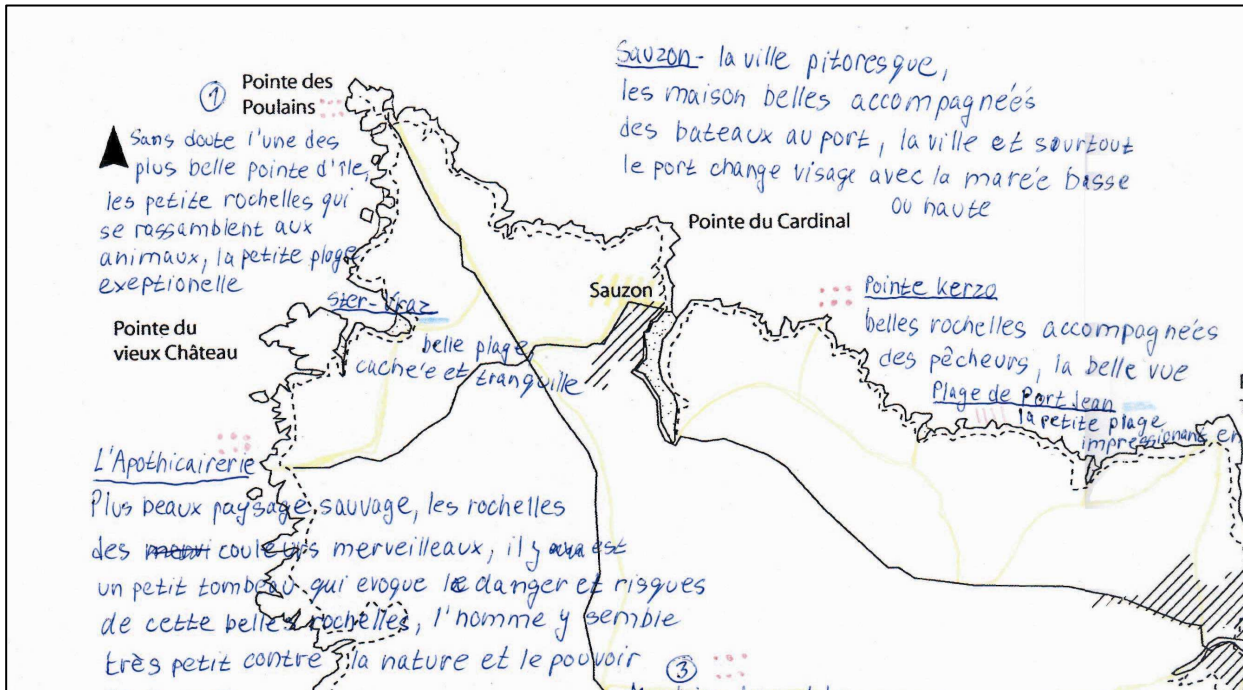 ① Pointe des
Poulains
Sans doute l'une des
plus belle pointe d'île,
les petite rochelles qui
se rassamblent aux
animaux, la petite plage
exeptionelle
Sauzon - la ville pitoresque,
les maison belles accompagneés
des bateaux au port, la ville et sourtout
le port change visage avec la marée basse
ou haute
Pointe du Cardinal
Sauzon
Ster-Vraz
belle plage
cacheé et tranquille
Pointe du
vieux Château
Pointe Kerzo
belles rochelles accompagneés
des pêcheurs, la belle vue
Plage de Port Jean
la petite plage
impressionant en
L'Apothicairerie
Plus beaux paysage sauvage, les rochelles
des couleurs merveilleaux, il y est
un petit tombeau qui evoque le danger et risques
de cette belles rochelles, l'homme y semble
très petit contre la nature et le pouvoir
③